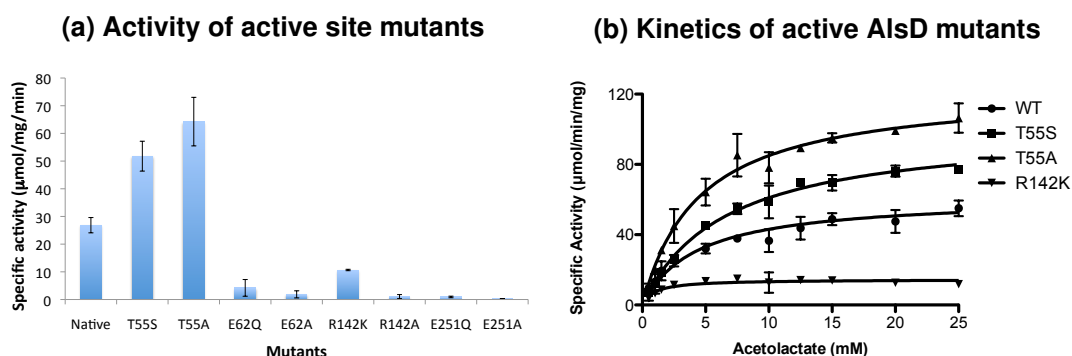 (a) Activity of active site mutants
Specific activity (µmol/mg/min)
80
70
60
50
40
30
20
10
0
Native T55S T55A E62Q E62A R142K R142A E251Q E251A
Mutants
(b) Kinetics of active AlsD mutants
Specific Activity (µmol/min/mg)
120
80
40
0
5 10 15 20 25
Acetolactate (mM)
WT
T55S
T55A
R142K